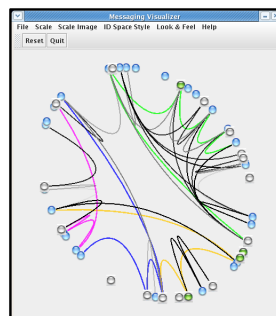 Messaging Visualizer
File Scale Scale Image ID Space Style Look & Feel Help
Reset Quit